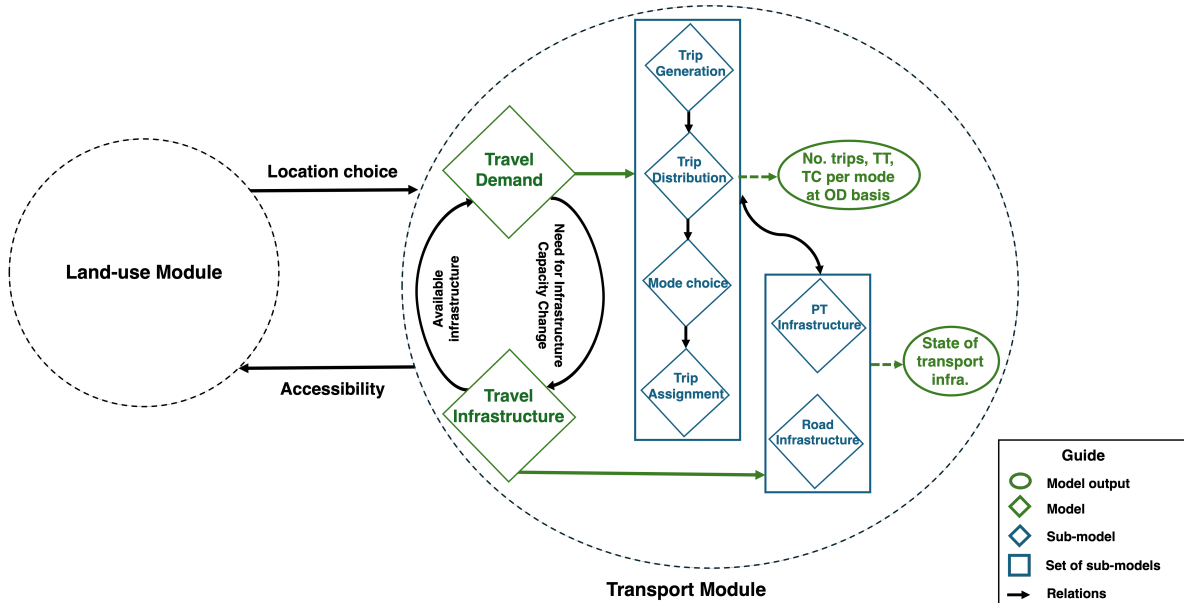 Land-use Module
Location choice
Accessibility
Travel
Demand
Available
infrastructure
Need for Infrastructure
Capacity Change
Travel
Infrastructure
Trip
Generation
Trip
Distribution
Mode choice
Trip
Assignment
No. trips, TT,
TC per mode
at OD basis
PT
Infrastructure
Road
Infrastructure
State of
transport
infra.
Transport Module
Guide
Model output
Model
Sub-model
Set of sub-models
Relations